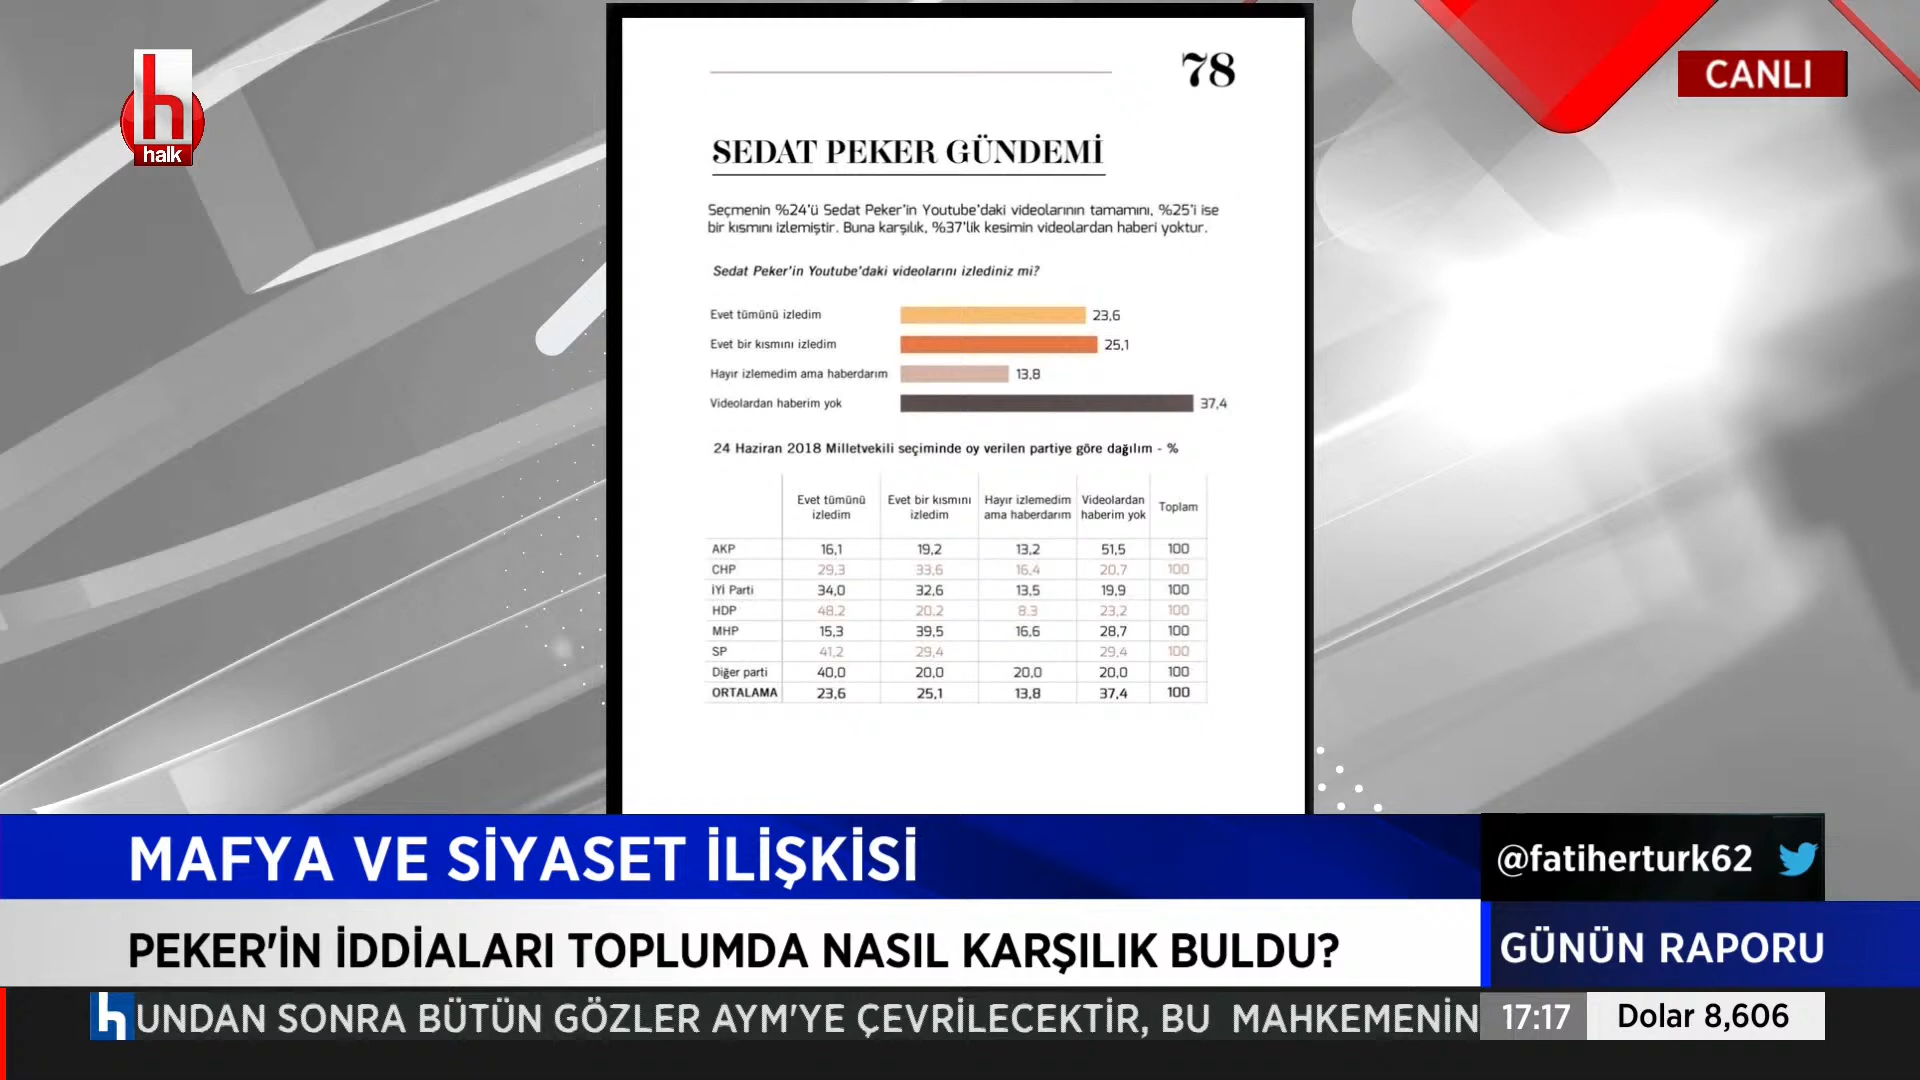 h
halk
CANLI
78
SEDAT PEKER GÜNDEMİ
Seçmenin %24'ü Sedat Peker'in Youtube'daki videolarının tamamını, %25'i ise
bir kısmını izlemiştir. Buna karşılık, %37'lik kesimin videolardan haberi yoktur.
Sedat Peker'in Youtube'daki videolarını izlediniz mi?
Evet tümünü izledim 23,6
Evet bir kısmını izledim 25,1
Hayır izlemedim ama haberdarım 13,8
Videolardan haberim yok 37,4
24 Haziran 2018 Milletvekili seçiminde oy verilen partiye göre dağılım - %
Evet tümünü Evet bir kısmını Hayır izlemedim Videolardan Toplam
izledim izledim ama haberdarım haberim yok
AKP 16,1 19,2 13,2 51,5 100
CHP 29,3 33,6 16,4 20,7 100
İYİ Parti 34,0 32,6 13,5 19,9 100
HDP 48,2 20,2 8,3 23,2 100
MHP 15,3 39,5 16,6 28,7 100
SP 41,2 29,4 29,4 100
Diğer parti 40,0 20,0 20,0 20,0 100
ORTALAMA 23,6 25,1 13,8 37,4 100
MAFYA VE SİYASET İLİŞKİSİ
@fatiherturk62
PEKER'İN İDDİALARI TOPLUMDA NASIL KARŞILIK BULDU?
GÜNÜN RAPORU
h UNDAN SONRA BÜTÜN GÖZLER AYM'YE ÇEVRİLECEKTİR, BU MAHKEMENİN
17:17 Dolar 8,606